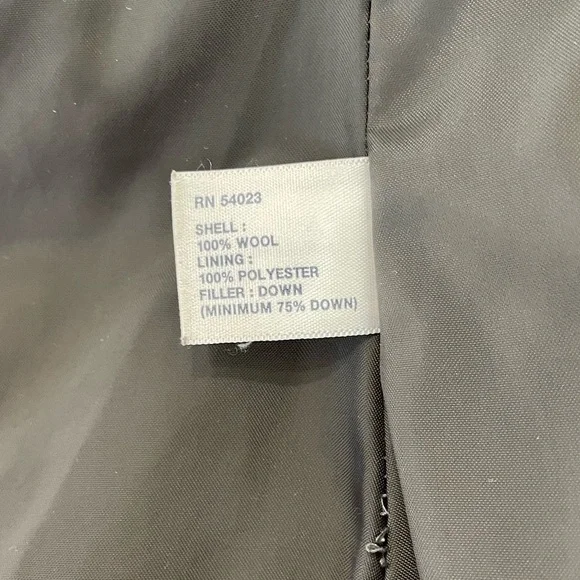 RN 54023
SHELL :
100% WOOL
LINING :
100% POLYESTER
FILLER : DOWN
(MINIMUM 75% DOWN)